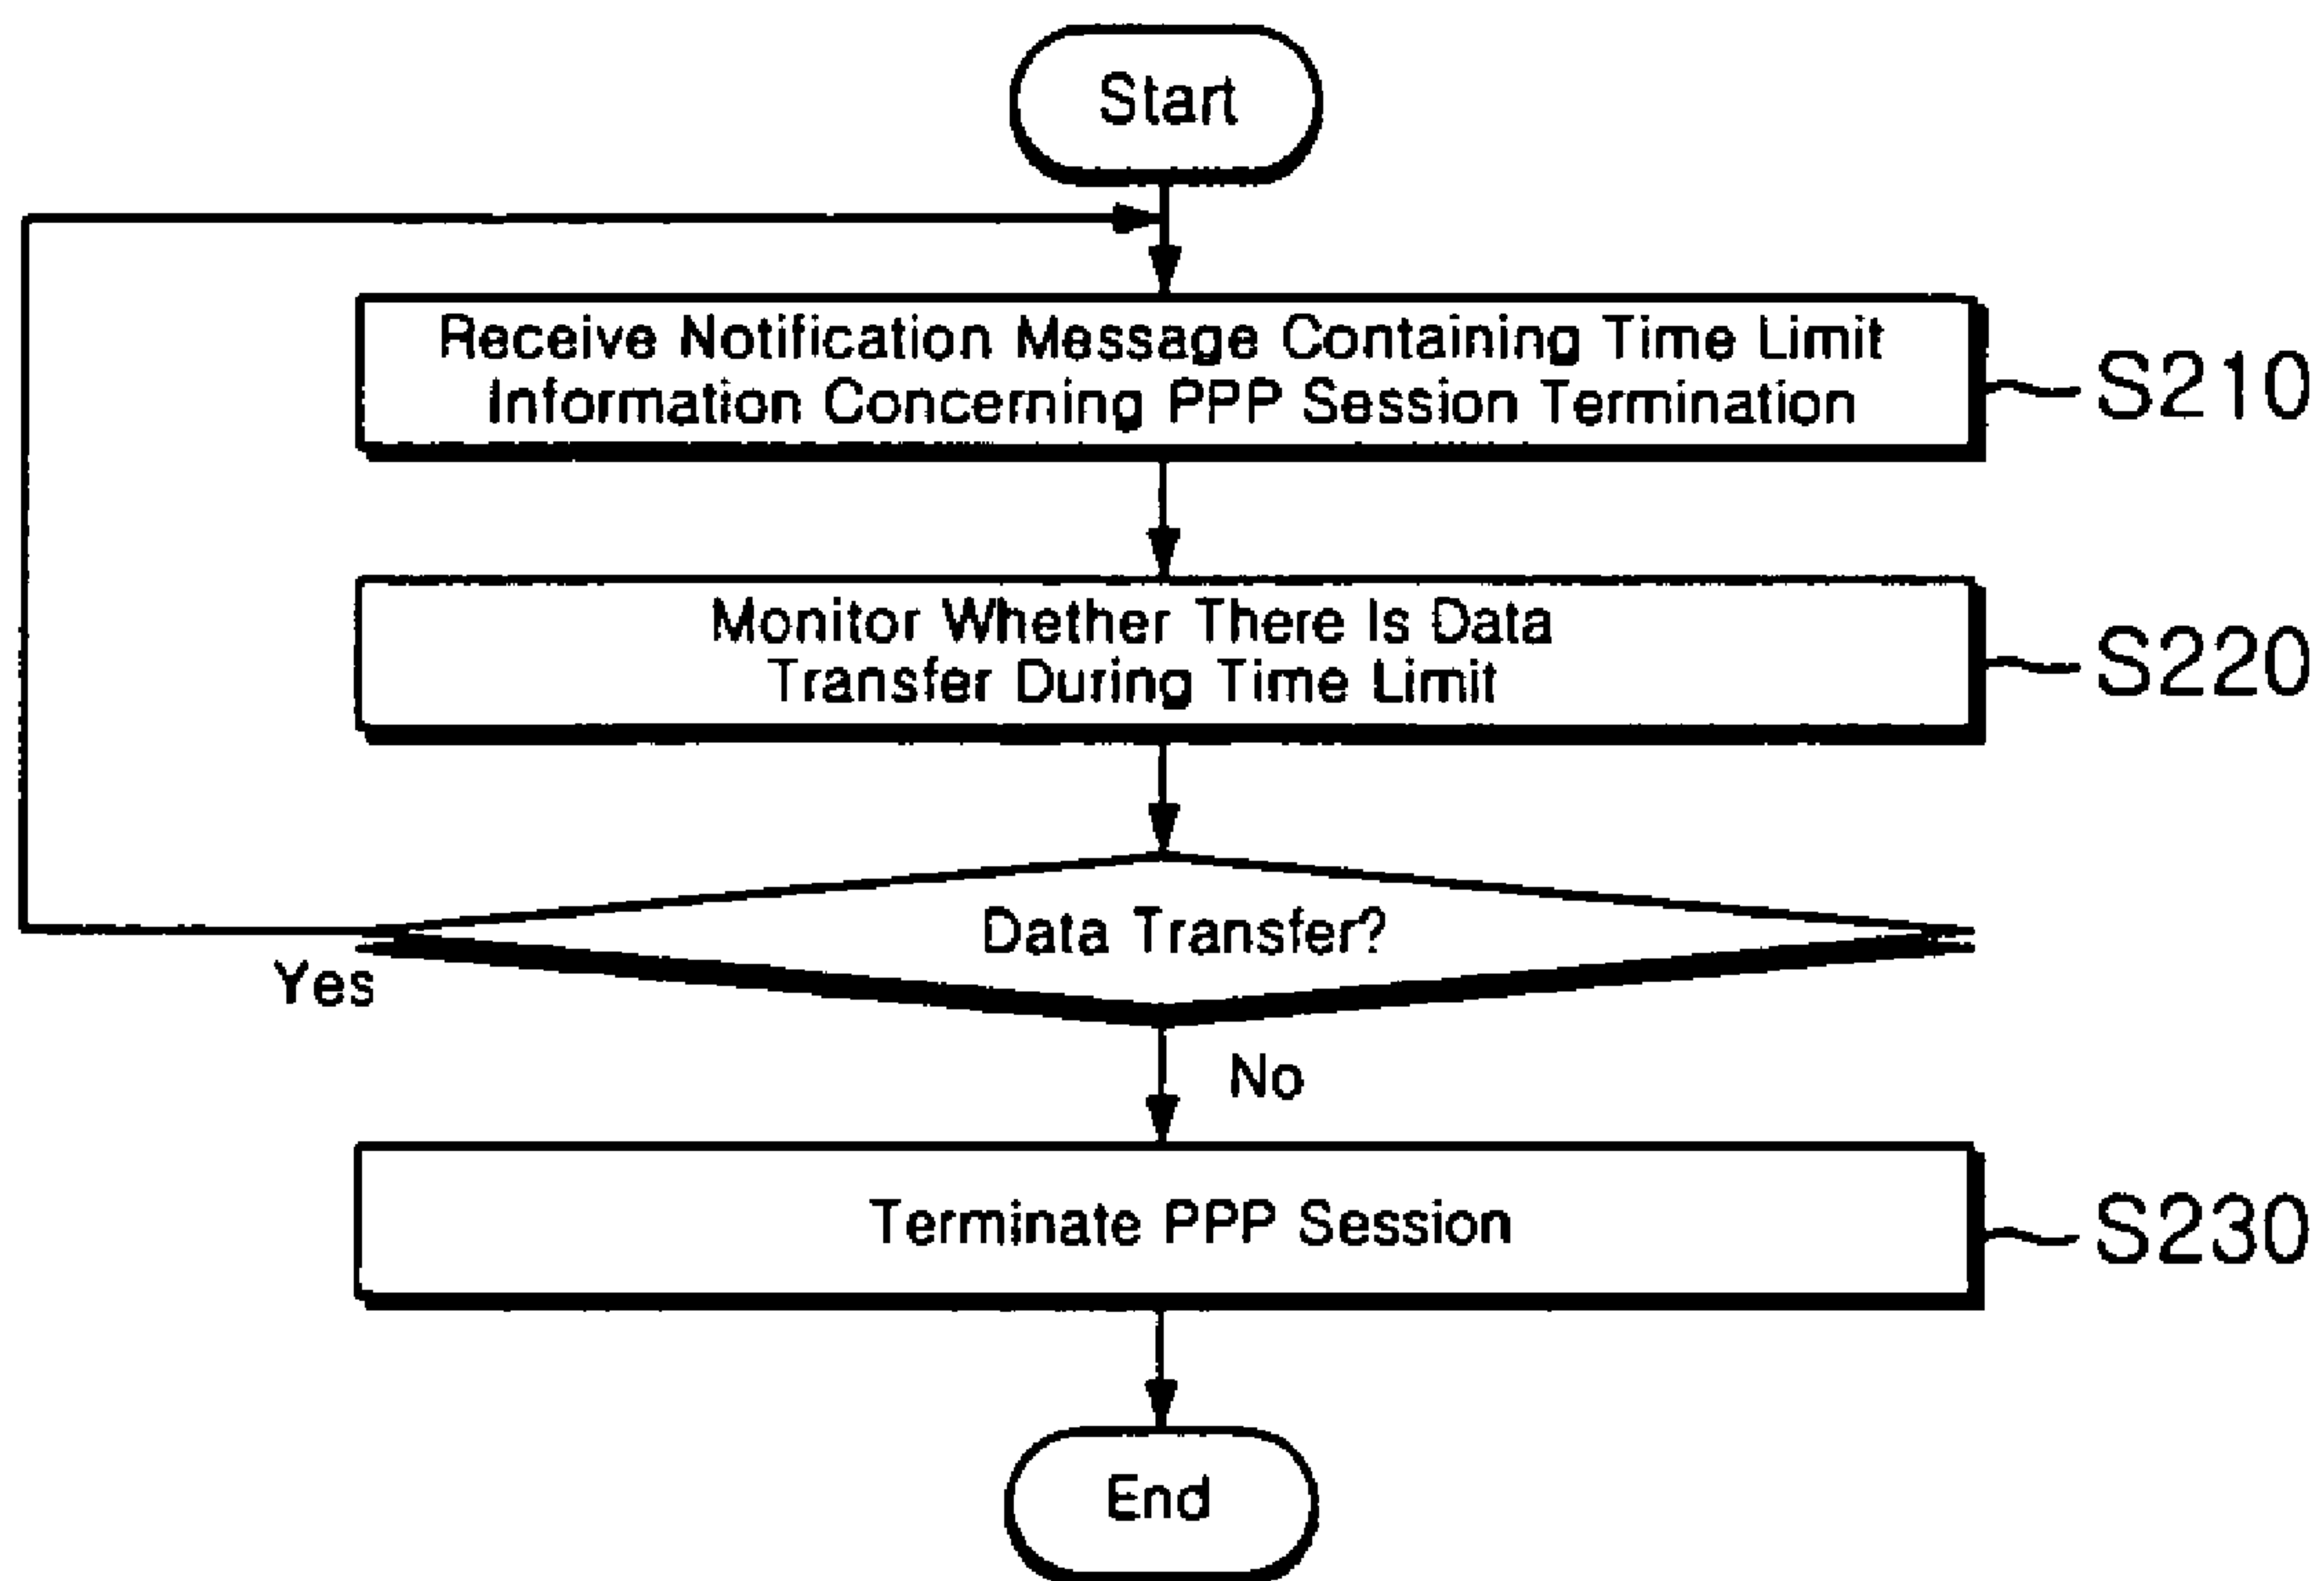 Start
Receive Notification Message Containing Time Limit
Information Concerning PPP Session Termination
S210
Monitor Whether There Is Data
Transfer During Time Limit
S220
Data Transfer?
Yes
No
Terminate PPP Session
S230
End